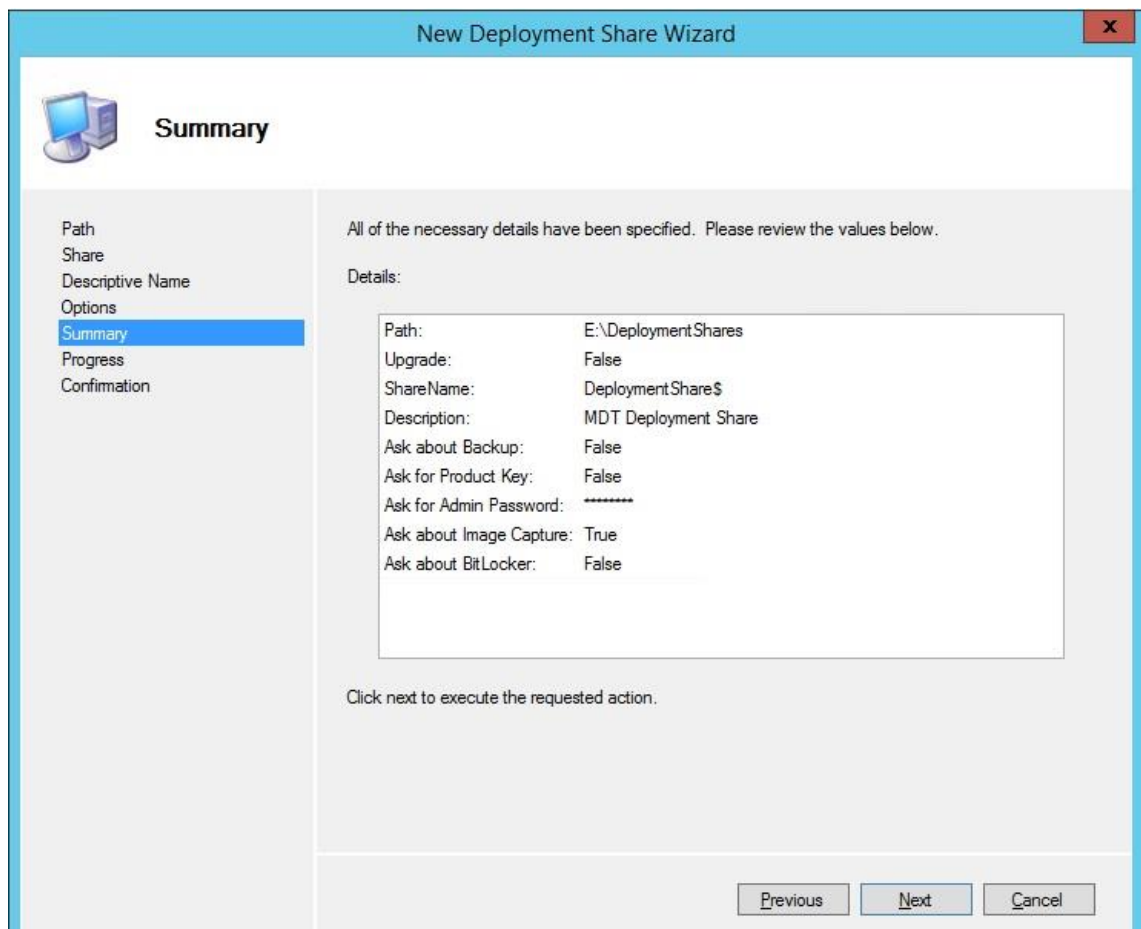 New Deployment Share Wizard
x
Summary
Path
Share
Descriptive Name
Options
Summary
Progress
Confirmation
All of the necessary details have been specified. Please review the values below.
Details:
Path: E:\DeploymentShares
Upgrade: False
ShareName: DeploymentShare$
Description: MDT Deployment Share
Ask about Backup: False
Ask for Product Key: False
Ask for Admin Password: ********
Ask about Image Capture: True
Ask about BitLocker: False
Click next to execute the requested action.
Previous Next Cancel